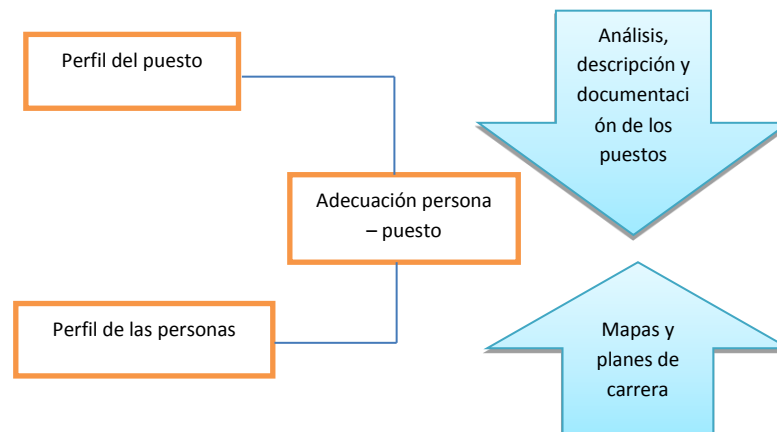 Perfil del puesto
Análisis,
descripción y
documentaci
ón de los
puestos
Adecuación persona
– puesto
Perfil de las personas
Mapas y
planes de
carrera